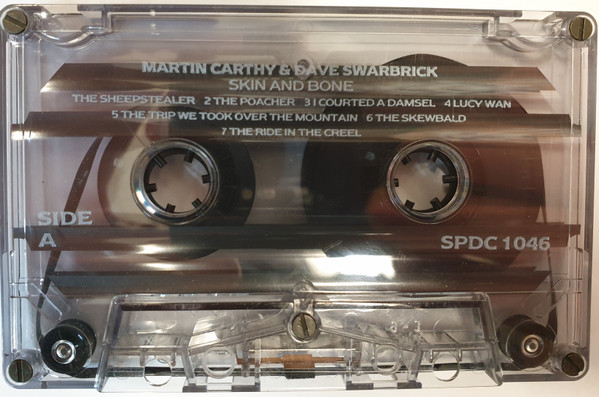 MARTIN CARTHY & DAVE SWARBRICK
SKIN AND BONE
THE SHEEPSTEALER 2 THE POACHER 3 I COURTED A DAMSEL 4 LUCY WAN
5 THE TRIP WE TOOK OVER THE MOUNTAIN 6 THE SKEWBALD
7 THE RIDE IN THE CREEL
SIDE
A
SPDC 1046